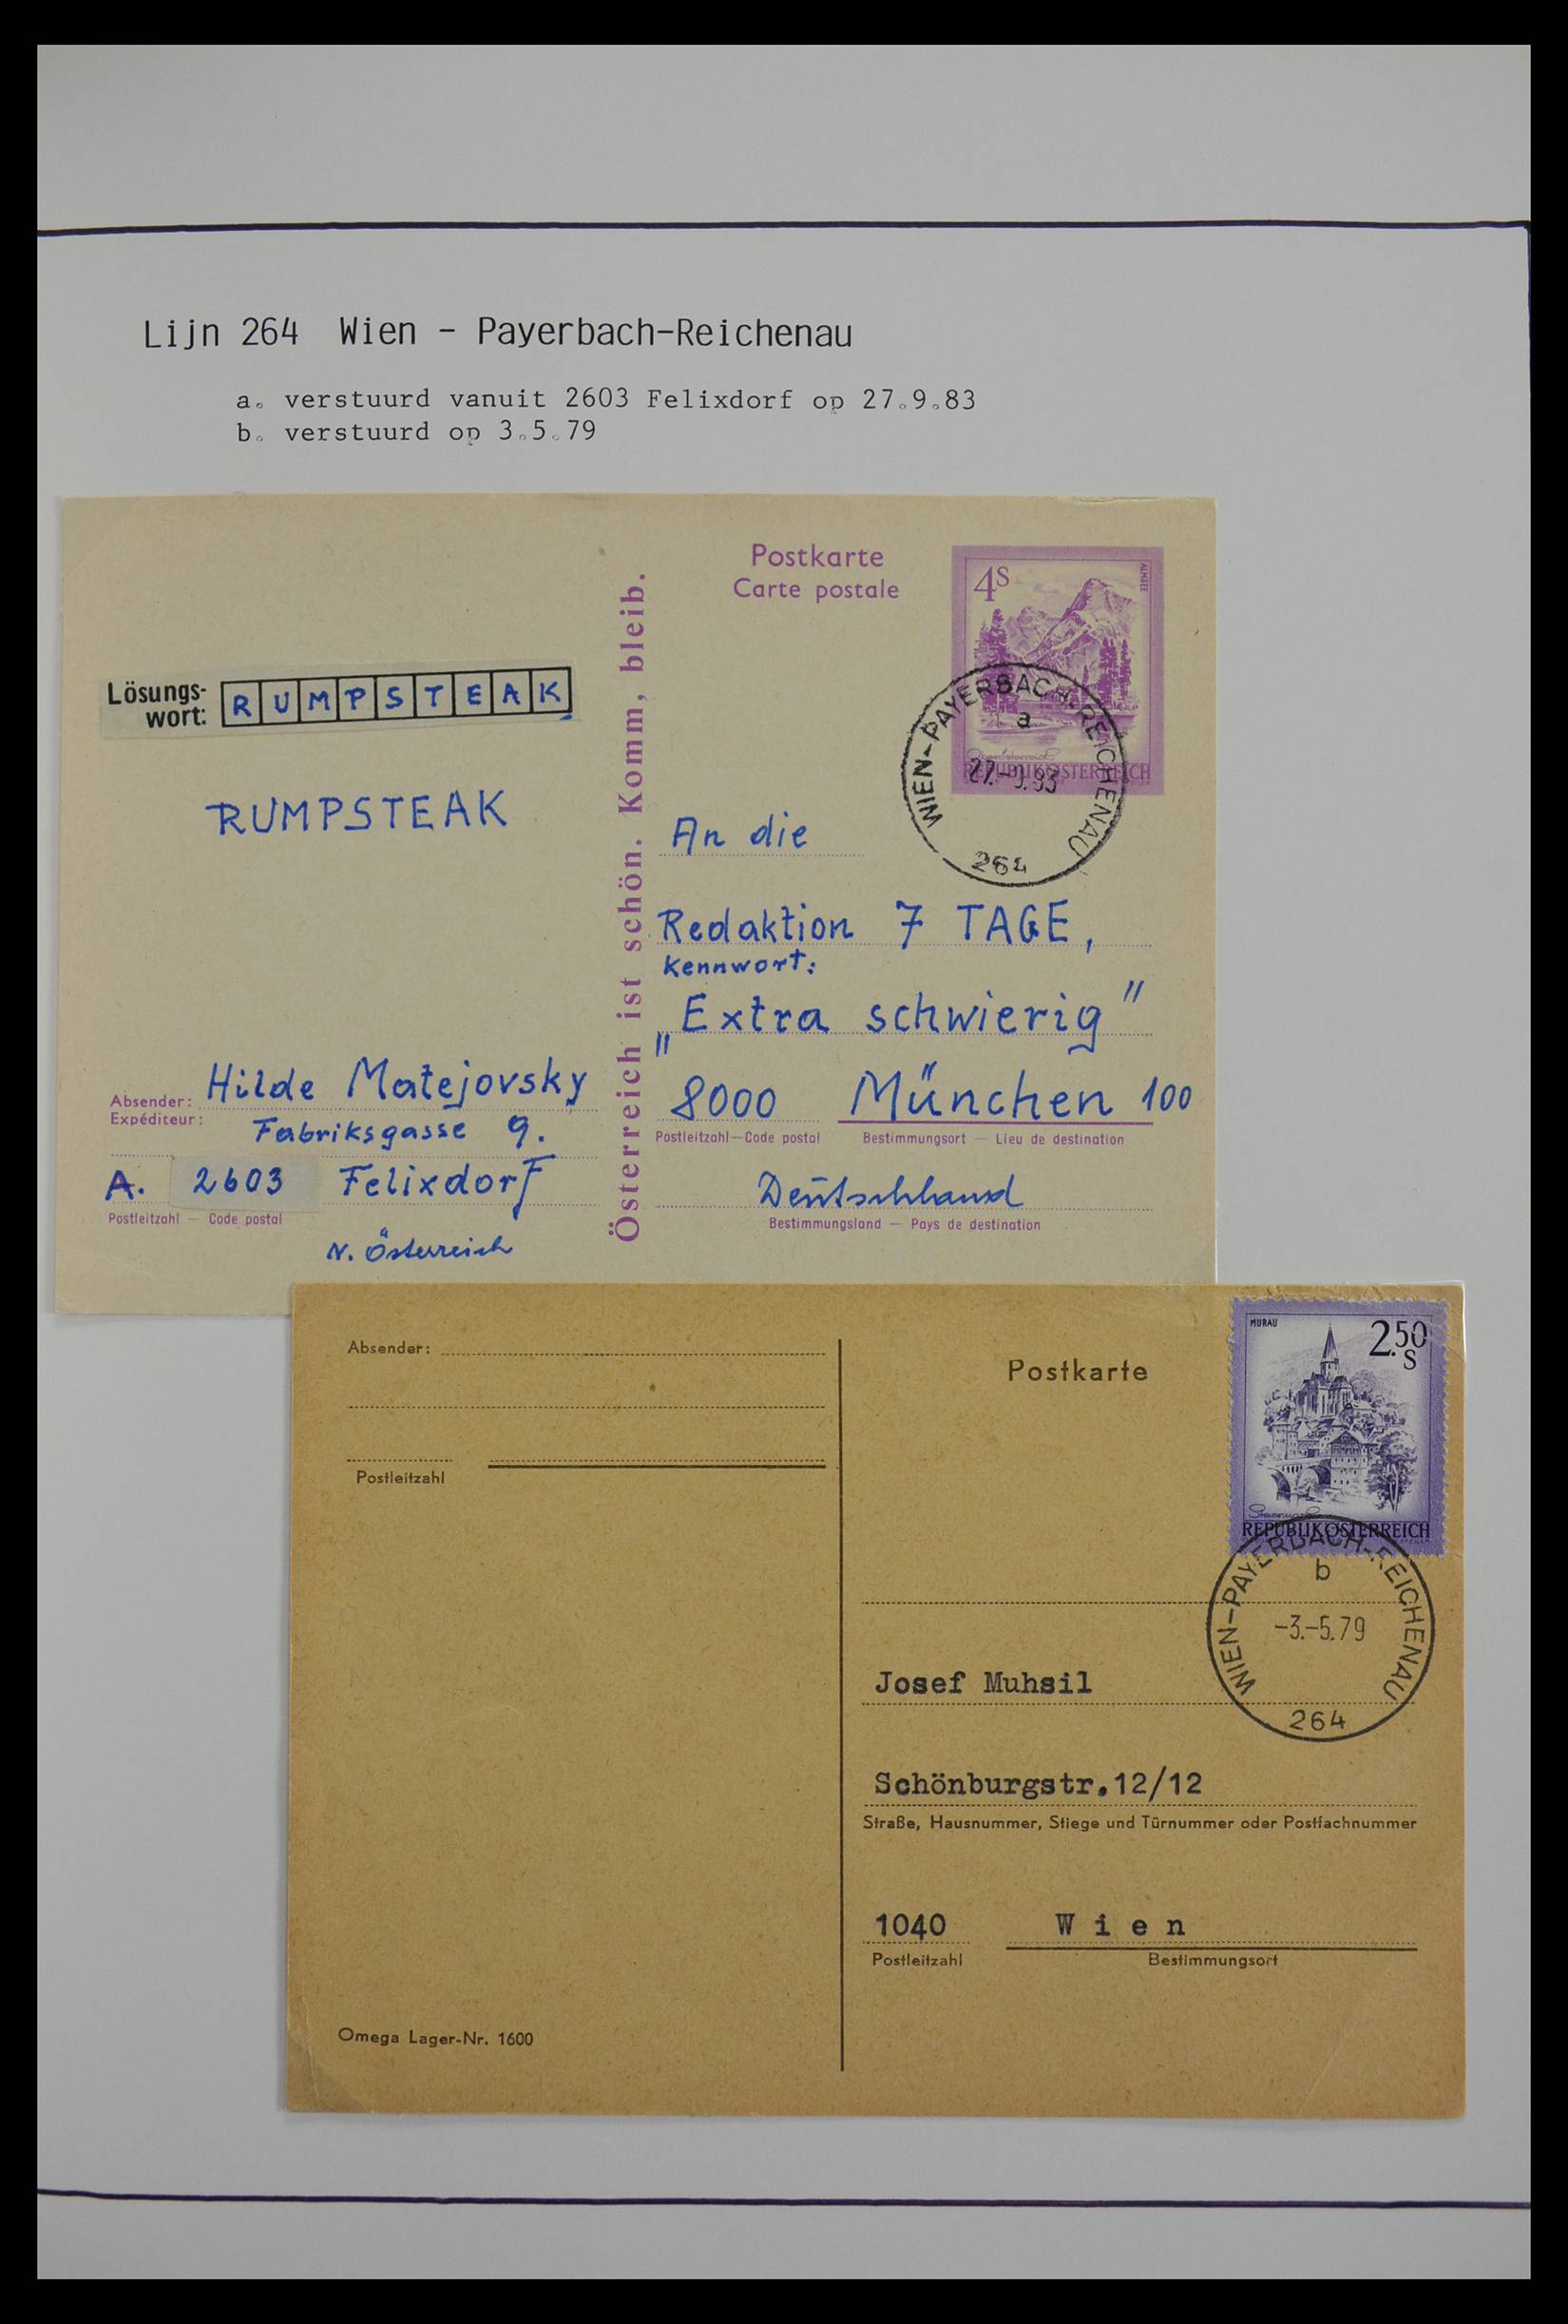 Lijn 264 Wien - Payerbach-Reichenau
a. verstuurd vanuit 2603 Felixdorf op 27.9.83
b. verstuurd op 3.5.79
Postkarte
Carte postale
4S
ALMSEE
REPUBLIK ÖSTERREICH
WIEN-PAYERBACH-REICHENAU
a
27.-9.83
264
Lösungs-
wort: RUMPSTEAK
RUMPSTEAK
Österreich ist schön. Komm, bleib.
An die
Redaktion 7 TAGE,
Kennwort:
„Extra schwierig"
8000 München 100
Postleitzahl—Code postal Bestimmungsort — Lieu de destination
Deutschland
Bestimmungsland — Pays de destination
Absender: Hilde Matejovsky
Expéditeur:
Fabriksgasse 9.
A. 2603 Felixdorf
Postleitzahl — Code postal
N. Österreich
Absender:
Postleitzahl
Postkarte
MURAU
2.50
S
Steiermark
REPUBLIK ÖSTERREICH
WIEN-PAYERBACH-REICHENAU
b
-3.-5.79
264
Josef Muhsil
Schönburgstr.12/12
Straße, Hausnummer, Stiege und Türnummer oder Postfachnummer
1040 Wien
Postleitzahl Bestimmungsort
Omega Lager-Nr. 1600